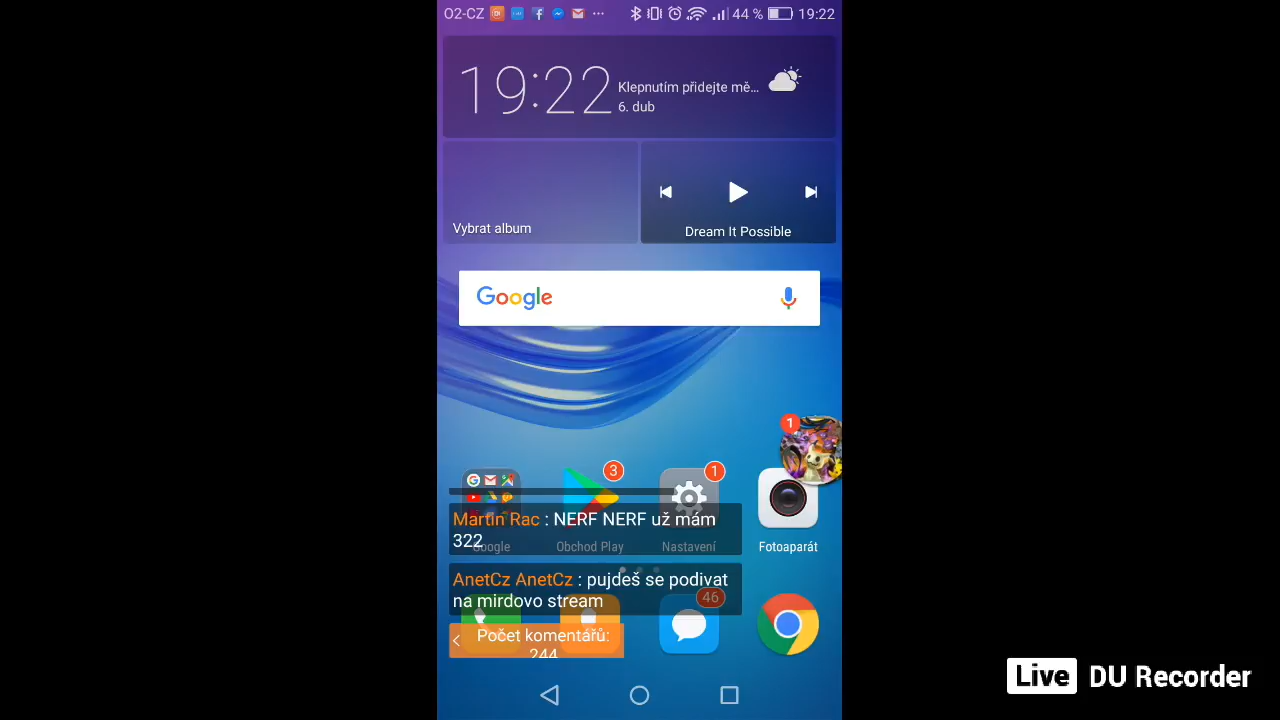 O2-CZ 44 % 19:22
19:22
Klepnutím přidejte mě…
6. dub
Vybrat album
Dream It Possible
Google
1
3
1
Martin Rac : NERF NERF už mám
322
Google
Obchod Play
Nastavení
Fotoaparát
AnetCz AnetCz : pujdeš se podivat
na mirdovo stream
46
Počet komentářů:
244
Live DU Recorder